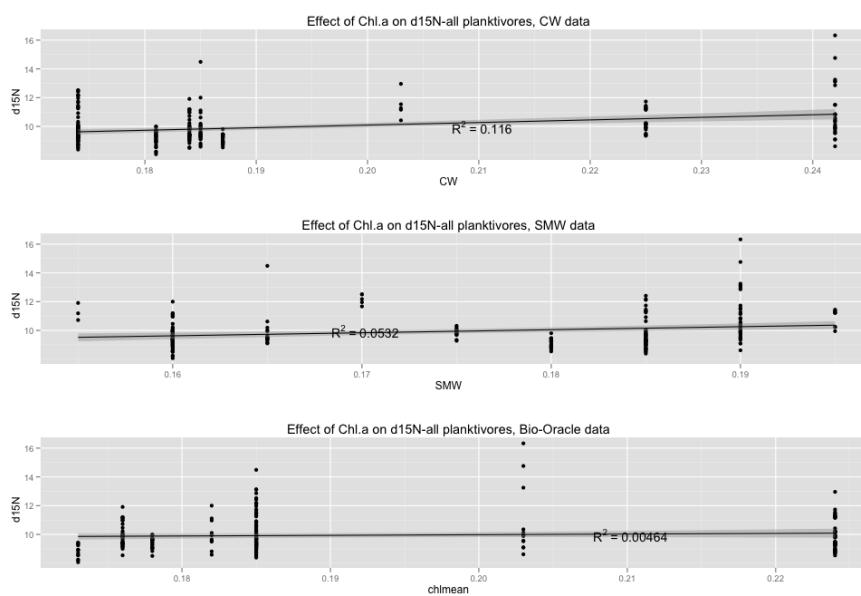 Effect of Chl.a on d15N-all planktivores, CW data
16
14
12
10
d15N
R² = 0.116
0.18 0.19 0.20 0.21 0.22 0.23 0.24
CW
Effect of Chl.a on d15N-all planktivores, SMW data
16
14
12
10
d15N
R² = 0.0532
0.16 0.17 0.18 0.19
SMW
Effect of Chl.a on d15N-all planktivores, Bio-Oracle data
16
14
12
10
d15N
R² = 0.00464
0.18 0.19 0.20 0.21 0.22
chlmean